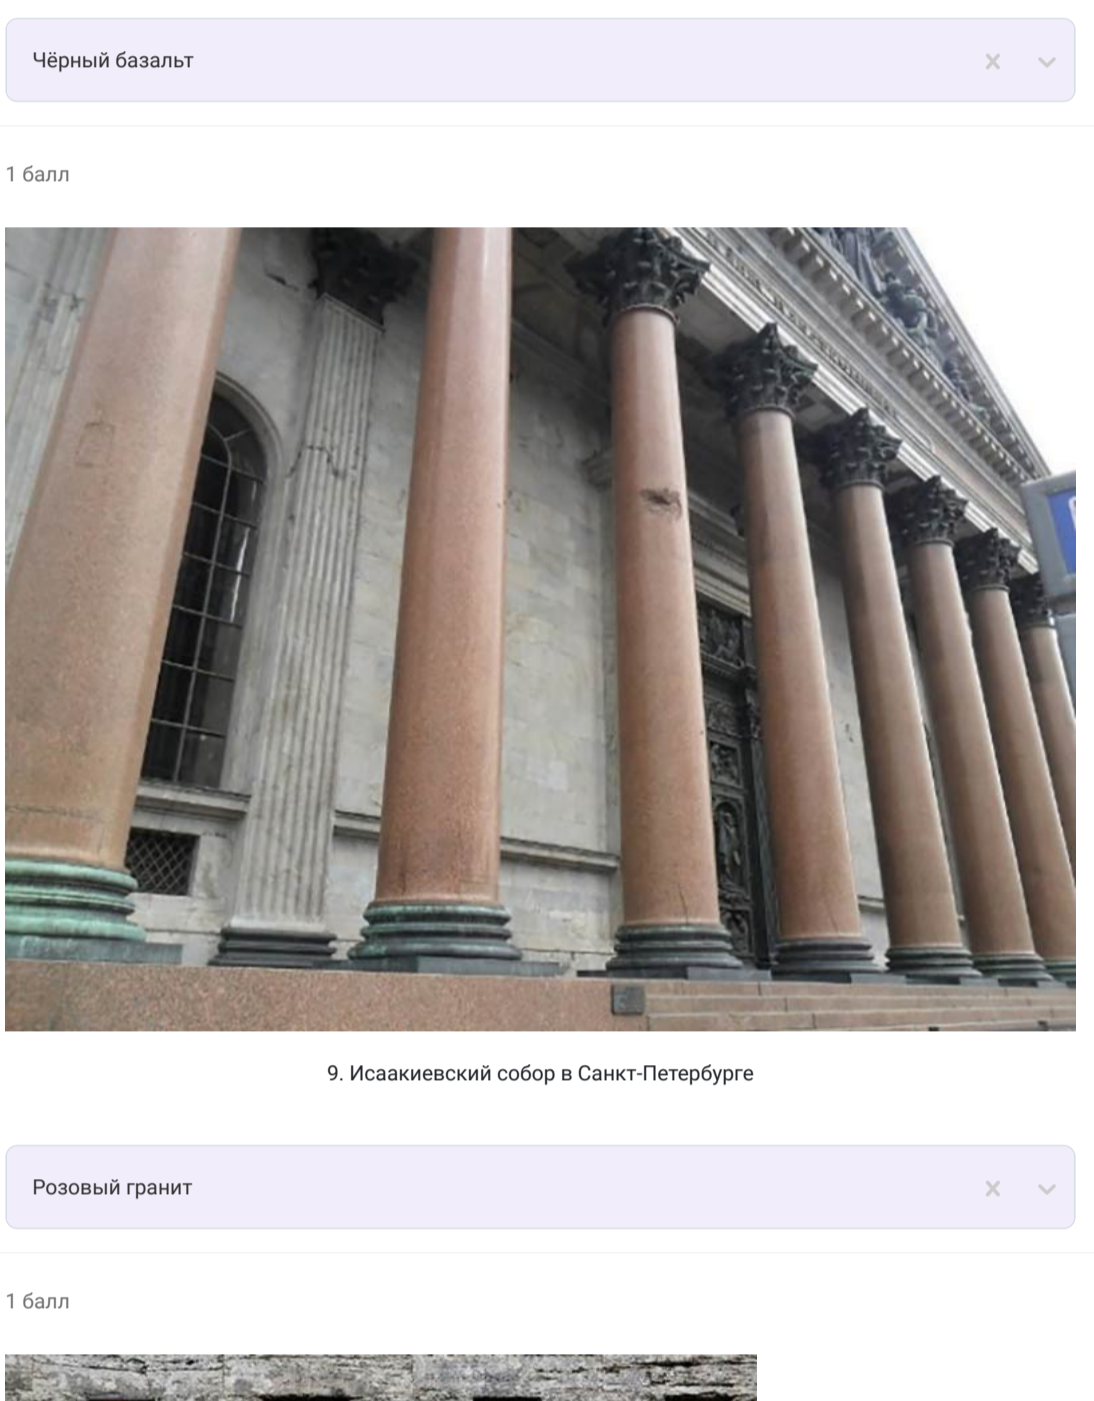 Чёрный базальт
1 балл
9. Исаакиевский собор в Санкт-Петербурге
Розовый гранит
1 балл